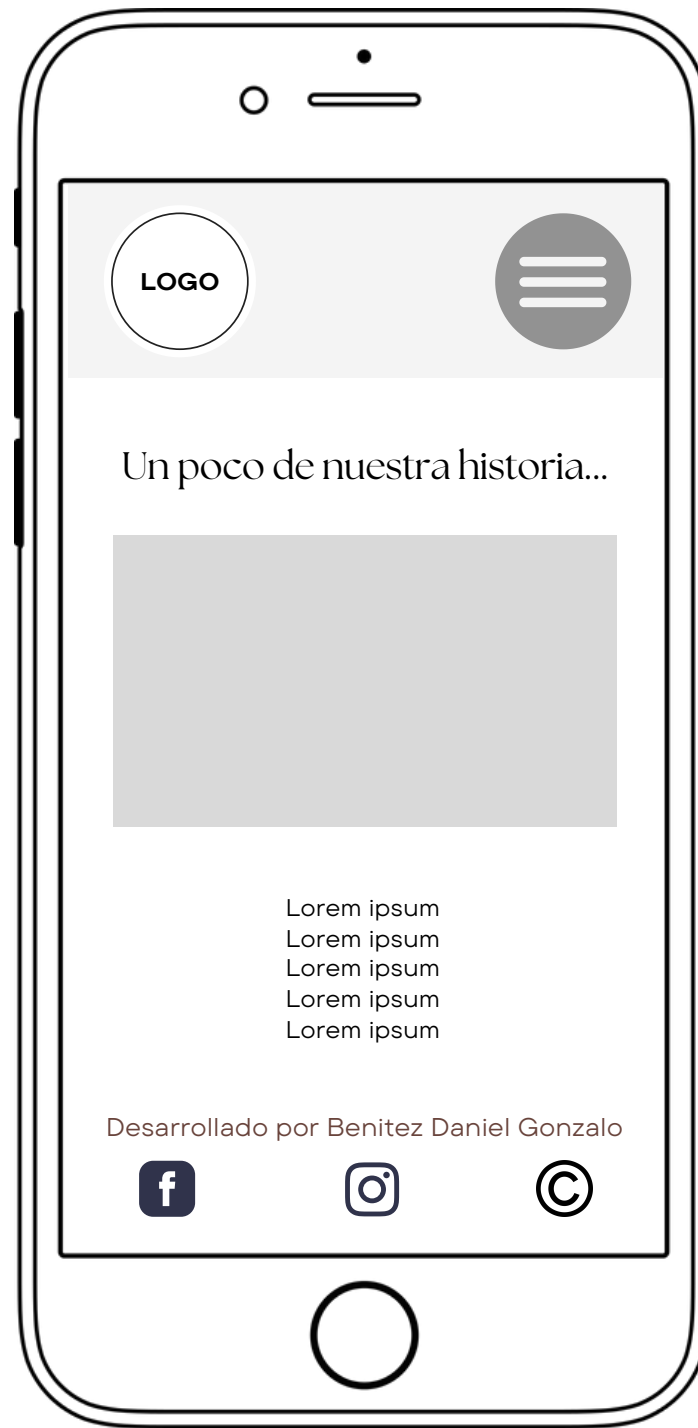 LOGO
Un poco de nuestra historia...
Lorem ipsum
Lorem ipsum
Lorem ipsum
Lorem ipsum
Lorem ipsum
Desarrollado por Benitez Daniel Gonzalo